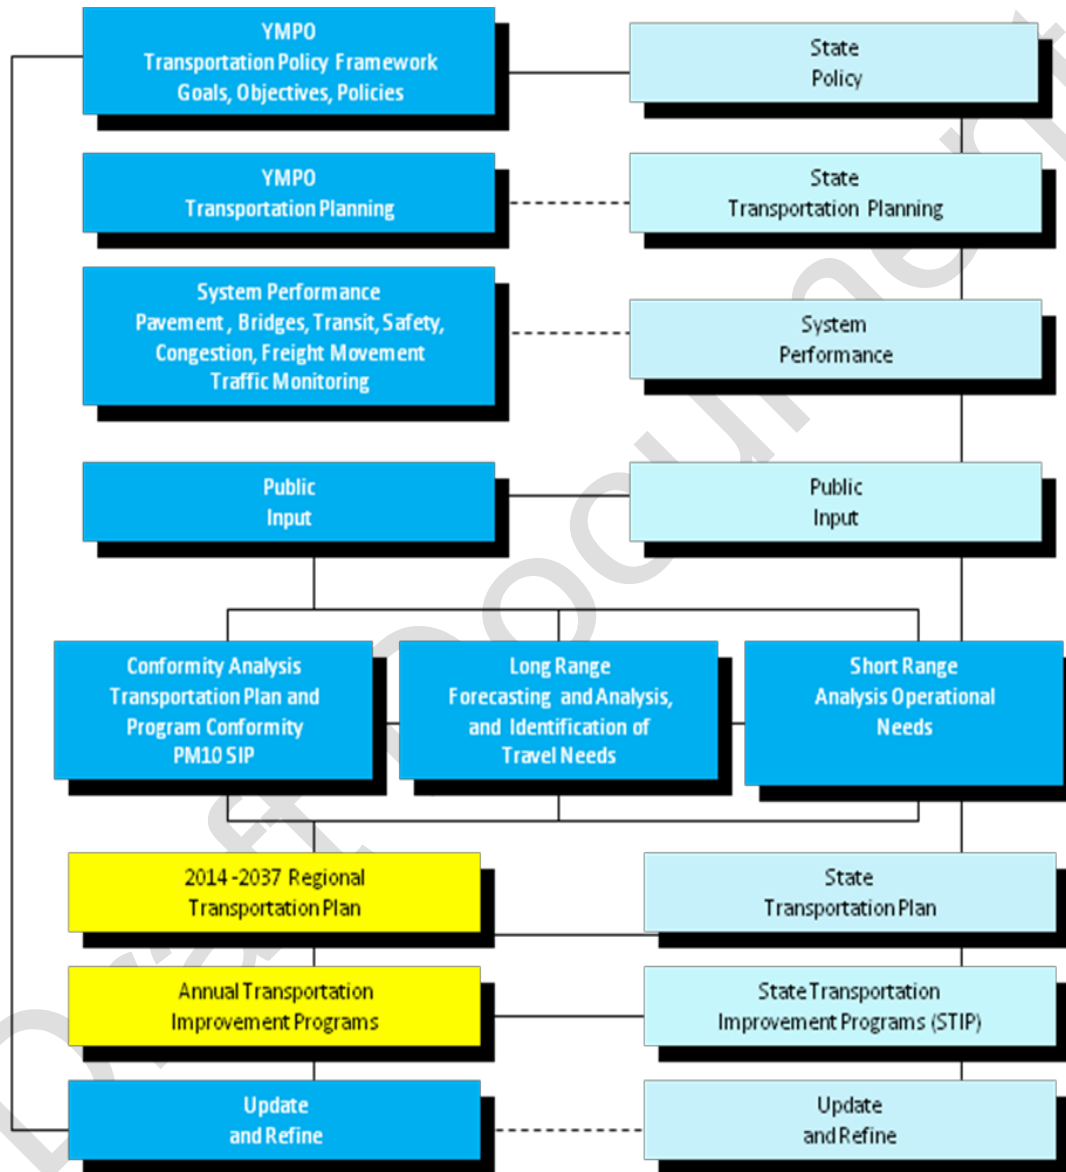 YMPO
Transportation Policy Framework
Goals, Objectives, Policies
State
Policy
YMPO
Transportation Planning
State
Transportation Planning
System Performance
Pavement , Bridges, Transit, Safety,
Congestion, Freight Movement
Traffic Monitoring
System
Performance
Public
Input
Public
Input
Conformity Analysis
Transportation Plan and
Program Conformity
PM10 SIP
Long Range
Forecasting and Analysis,
and Identification of
Travel Needs
Short Range
Analysis Operational
Needs
2014 -2037 Regional
Transportation Plan
State
Transportation Plan
Annual Transportation
Improvement Programs
State Transportation
Improvement Programs (STIP)
Update
and Refine
Update
and Refine
Draft Document